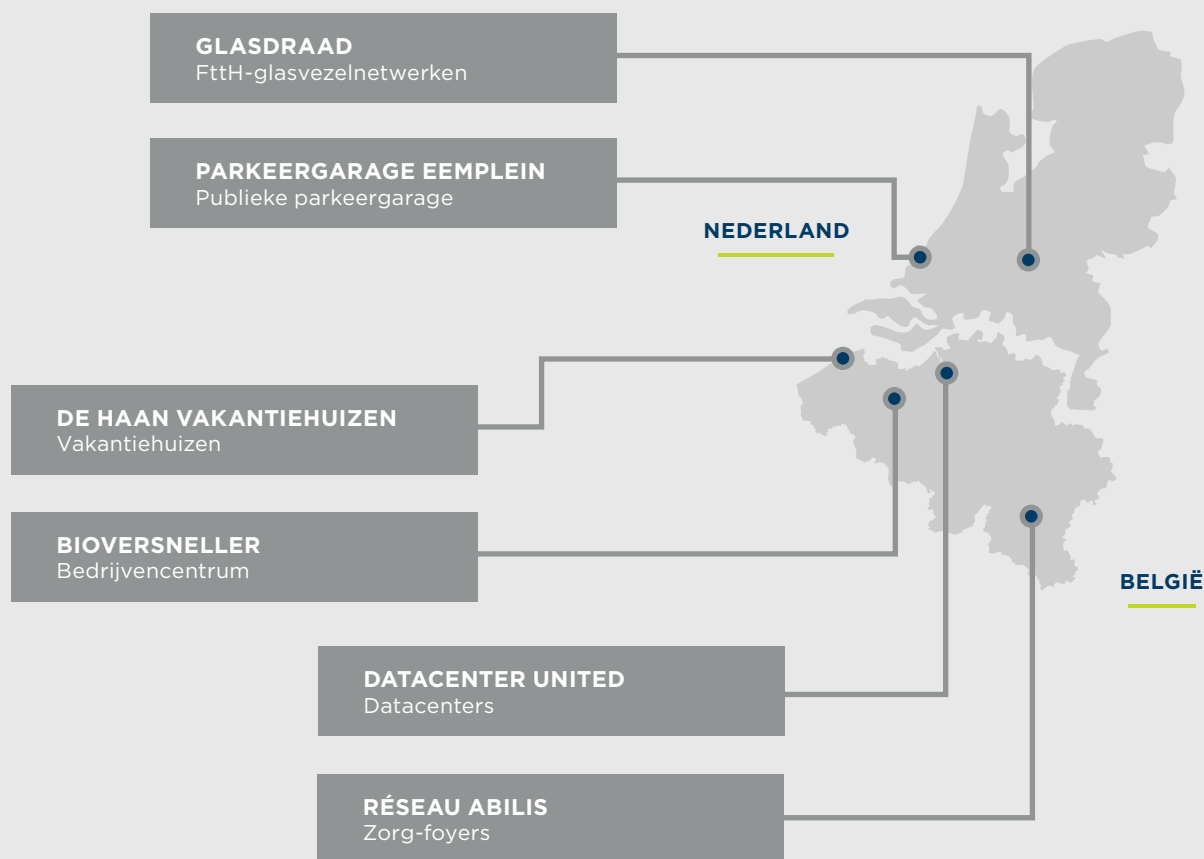 GLASDRAAD
FttH-glasvezelnetwerken
PARKEERGARAGE EEMPLEIN
Publieke parkeergarage
NEDERLAND
DE HAAN VAKANTIEHUIZEN
Vakantiehuizen
BIOVERSNELLER
Bedrijvencentrum
BELGIË
DATACENTER UNITED
Datacenters
RÉSEAU ABILIS
Zorg-foyers